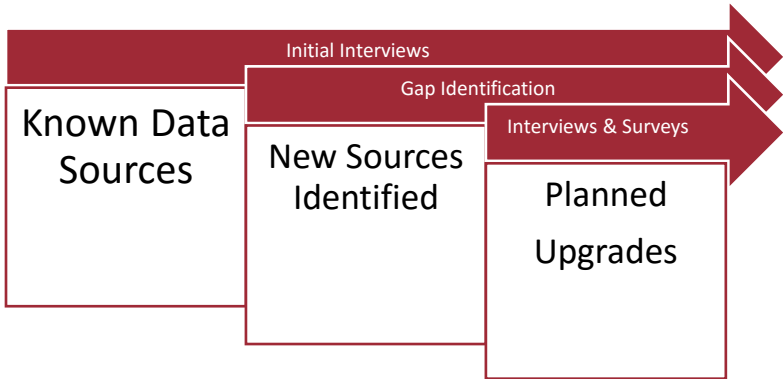 Initial Interviews
Gap Identification
Interviews & Surveys
Known Data
Sources
New Sources
Identified
Planned
Upgrades